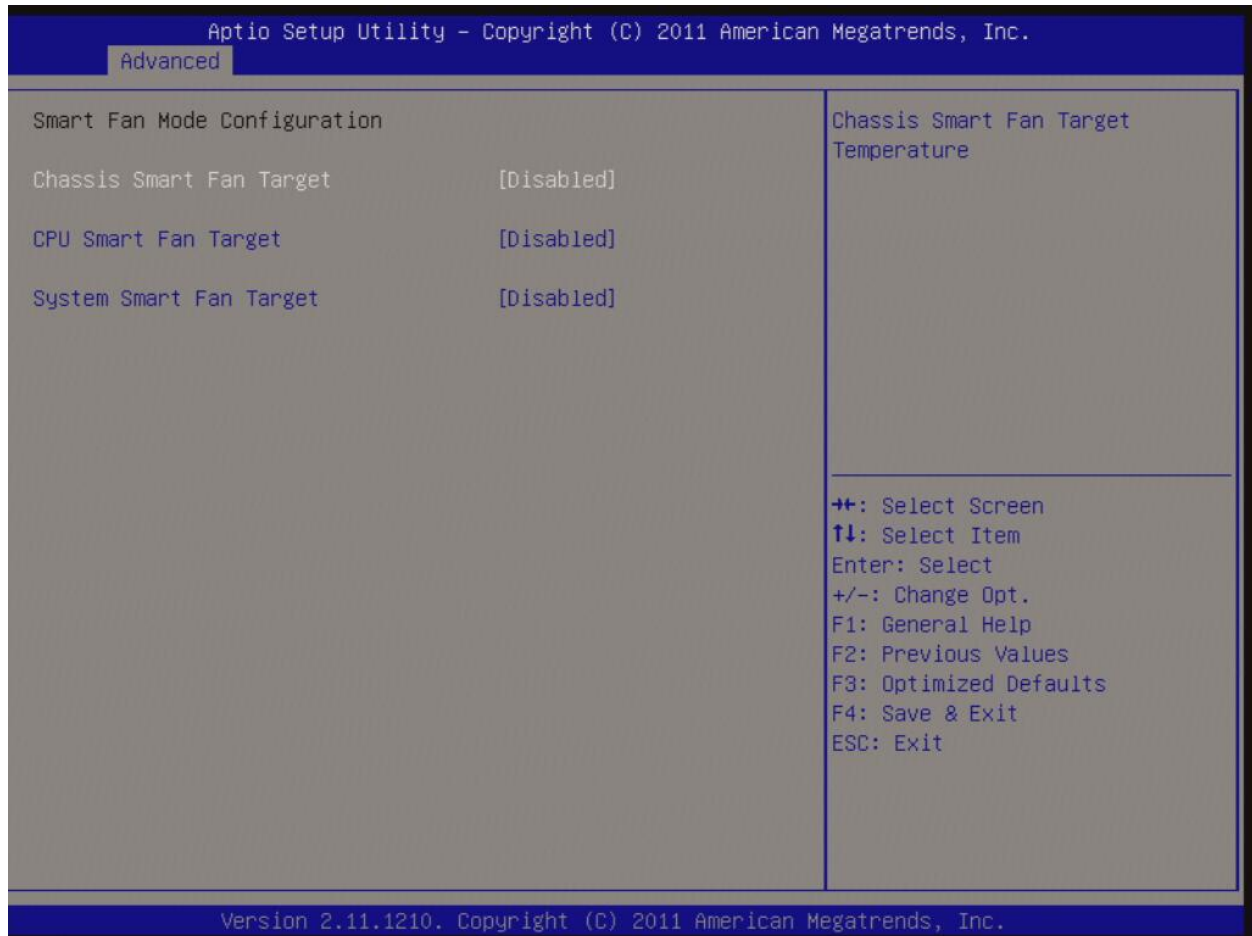 Aptio Setup Utility – Copyright (C) 2011 American Megatrends, Inc.
Advanced
Smart Fan Mode Configuration
Chassis Smart Fan Target [Disabled]
CPU Smart Fan Target [Disabled]
System Smart Fan Target [Disabled]
Chassis Smart Fan Target
Temperature
→←: Select Screen
↑↓: Select Item
Enter: Select
+/-: Change Opt.
F1: General Help
F2: Previous Values
F3: Optimized Defaults
F4: Save & Exit
ESC: Exit
Version 2.11.1210. Copyright (C) 2011 American Megatrends, Inc.